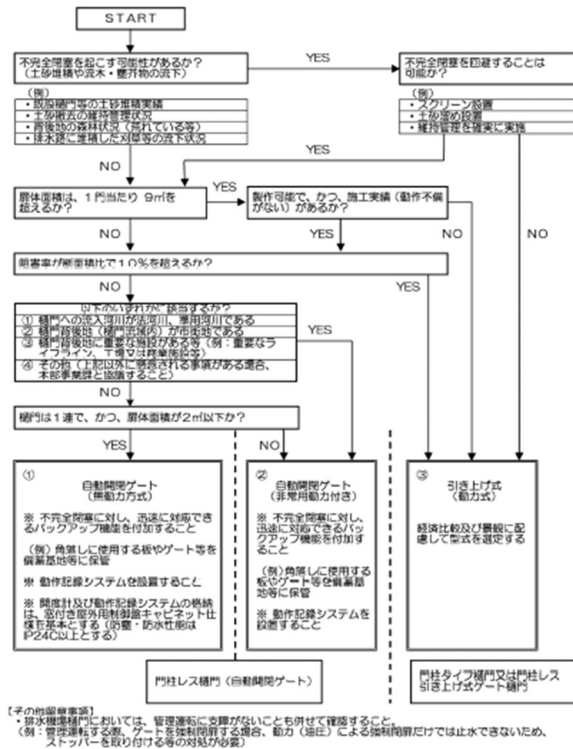 START
不完全閉塞を起こす可能性があるか？
（土砂堆積や流木・塵芥物の流下）
YES
不完全閉塞を回避することは
可能か？
（例）
・既設樋門等の土砂堆積実績
・土砂撤去の維持管理状況
・背後地の森林状況（荒れている等）
・排水路に堆積した刈草等の流下状況
（例）
・スクリーン設置
・土砂溜め設置
・維持管理を確実に実施
NO
YES
扉体面積は、１門当たり 9㎡を
超えるか？
YES
製作可能で、かつ、施工実績（動作不備
がない）があるか？
NO
NO
YES
NO
阻害率が断面積比で１０％を超えるか？
NO
YES
以下のいずれかに該当するか？
① 樋門への流入河川が法河川、準用河川である
② 樋門背後地（樋門流域内）が市街地である
③ 樋門背後地に重要な施設がある等（例：重要なラ
イフライン、工場又は商業施設等）
④ その他（上記以外に懸念される事項がある場合、
本部事業課と協議すること）
YES
NO
樋門は１連で、かつ、扉体面積が２㎡以下か？
YES
NO
①
自動開閉ゲート
（無動力方式）
※ 不完全閉塞に対し、迅速に対応でき
るバックアップ機能を付加すること
（例）角落しに使用する板やゲート等を
備蓄基地等に保管
※ 動作記録システムを設置すること
※ 開度計及び動作記録システムの格納
は、窓付き屋外用制御盤キャビネット仕
様を基本とする（防塵・防水性能は
IP24C以上とする）
②
自動開閉ゲート
（非常用動力付き）
※ 不完全閉塞に対し、
迅速に対応できるバッ
クアップ機能を付加する
こと
（例）角落しに使用する
板やゲート等を備蓄基
地等に保管
※ 動作記録システムを
設置すること
③
引き上げ式
（動力式）
経済比較及び景観に配
慮して型式を選定する
門柱レス樋門（自動開閉ゲート）
門柱タイプ樋門又は門柱レス
引き上げ式ゲート樋門
【その他留意事項】
・排水機場樋門においては、管理運転に支障がないことも併せて確認すること。
（例：管理運転する際、ゲートを強制閉扉する場合、動力（油圧）による強制閉扉だけでは止水できないため、
ストッパーを取り付ける等の対処が必要）